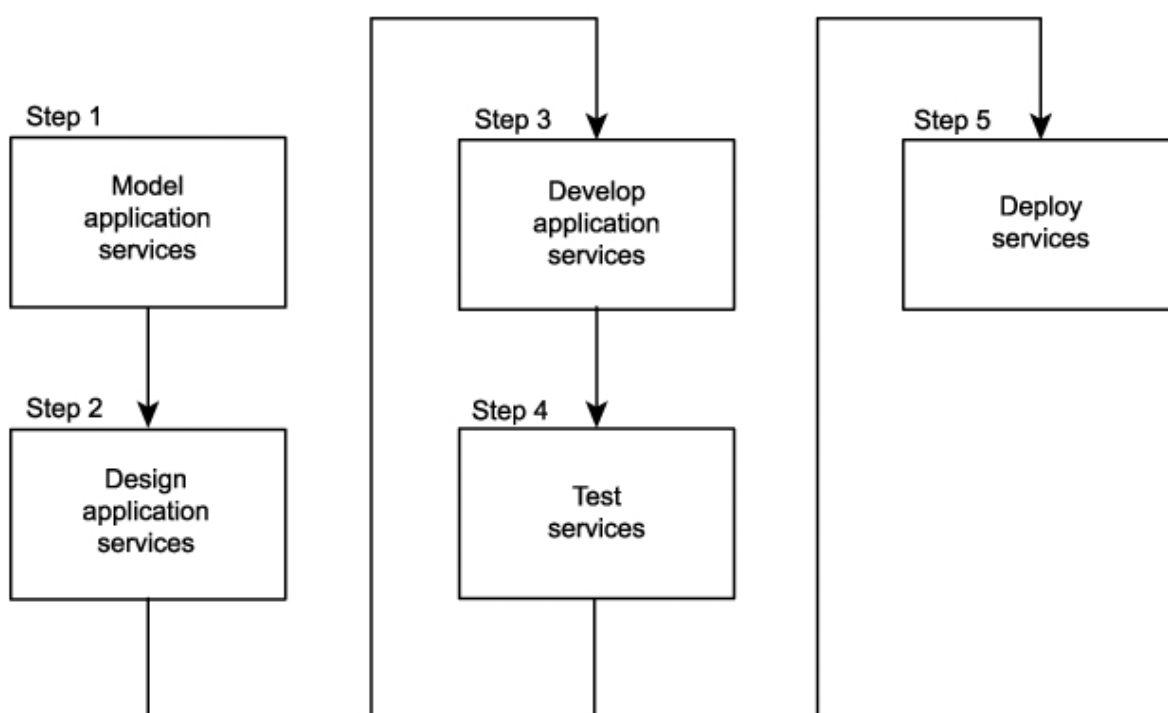 Step 1
Model
application
services
Step 2
Design
application
services
Step 3
Develop
application
services
Step 4
Test
services
Step 5
Deploy
services